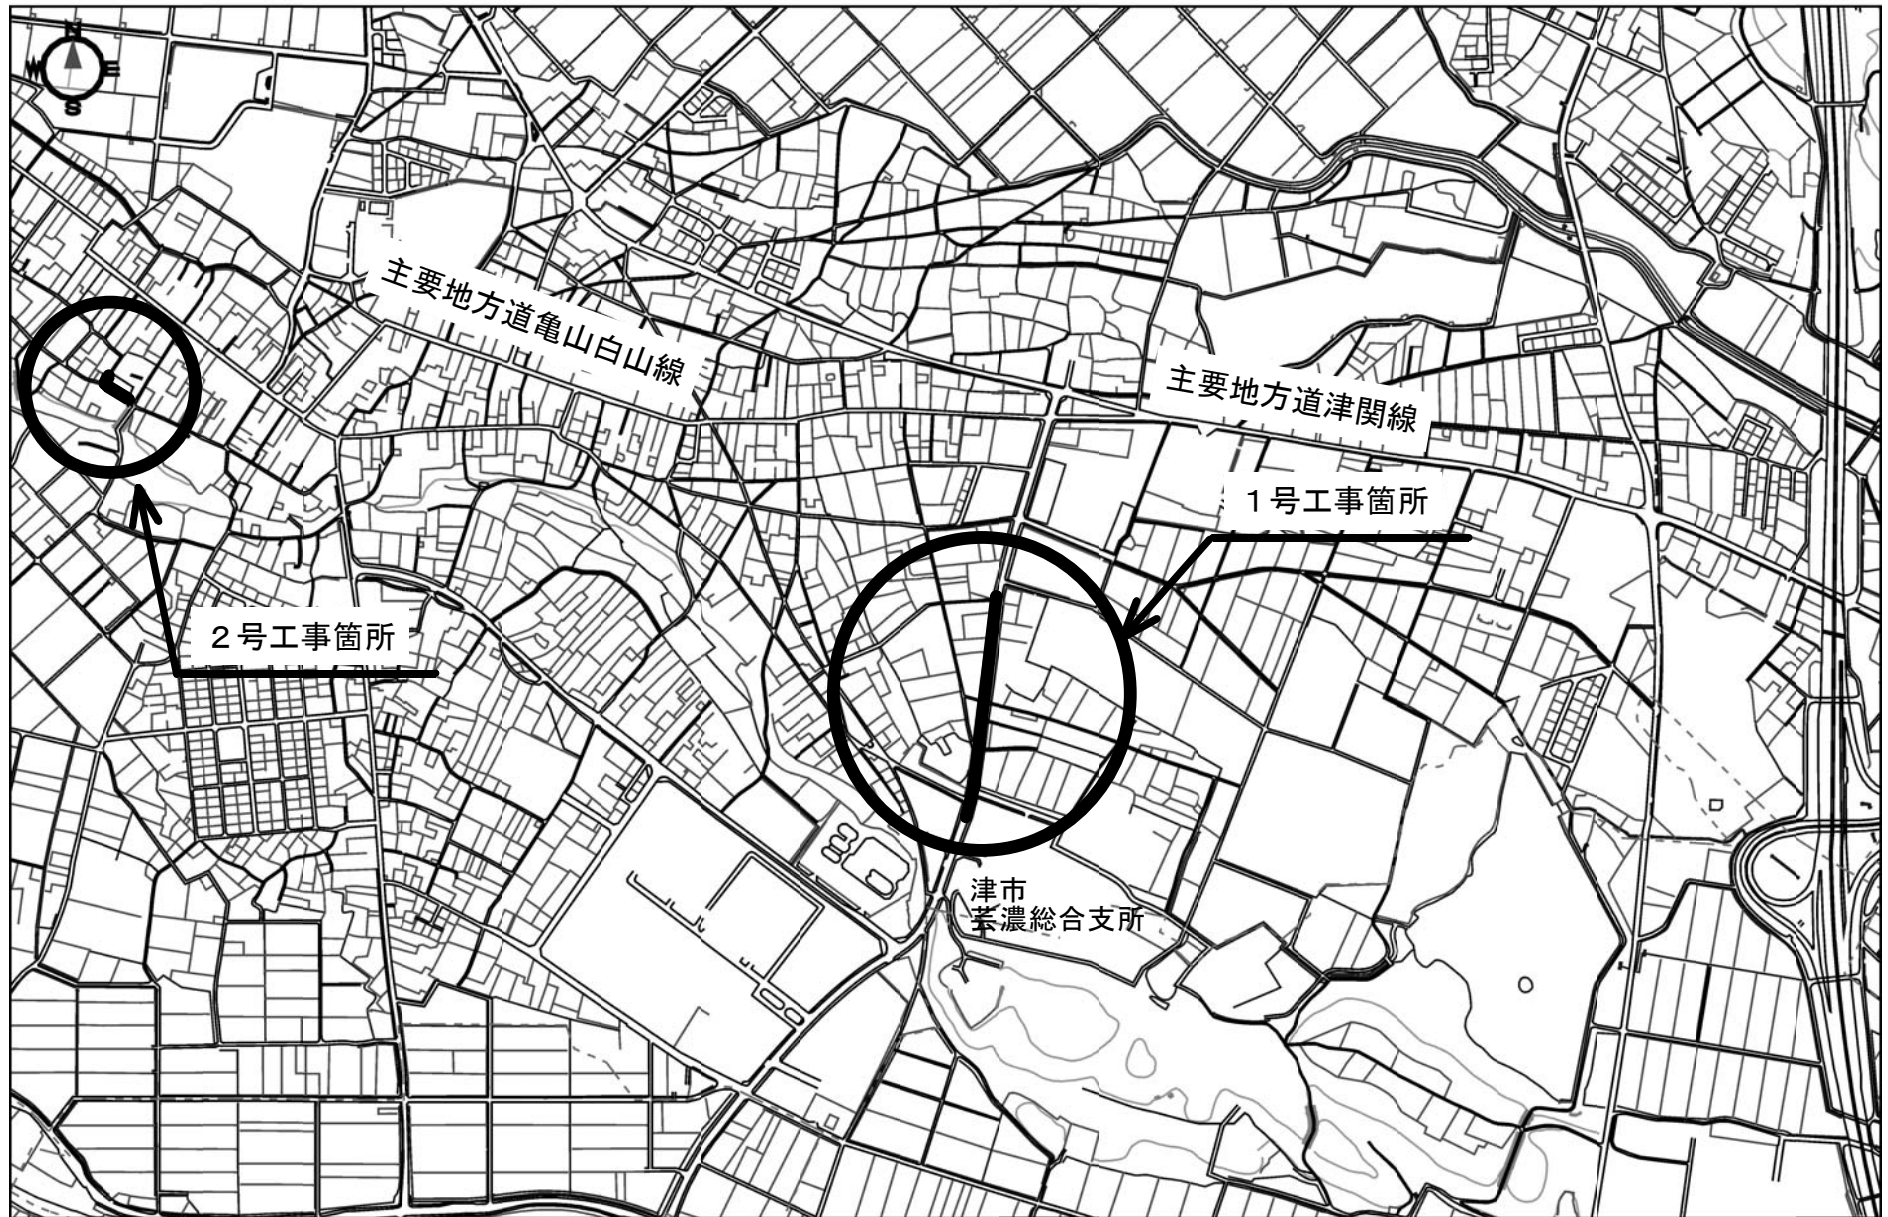 N
W E
S
主要地方道亀山白山線
主要地方道津関線
１号工事箇所
２号工事箇所
津市
芸濃総合支所